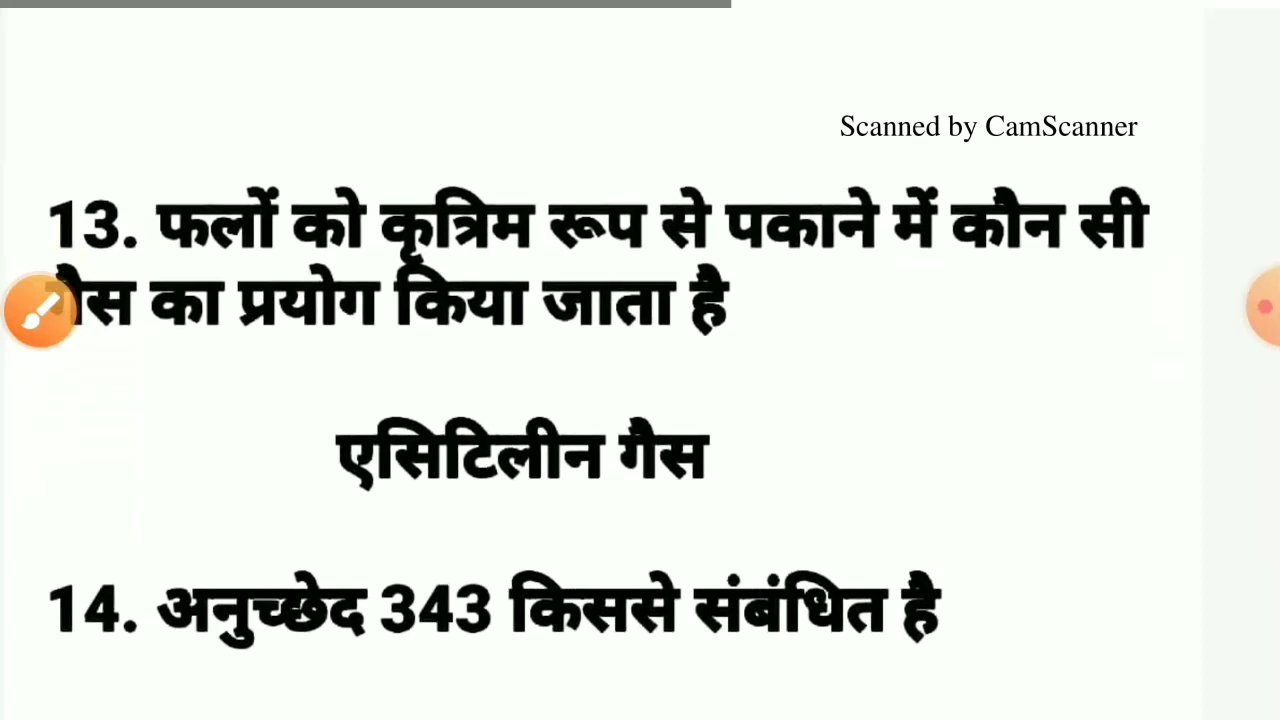 Scanned by CamScanner
13. फलों को कृत्रिम रूप से पकाने में कौन सी
गैस का प्रयोग किया जाता है
एसिटिलीन गैस
14. अनुच्छेद 343 किससे संबंधित है